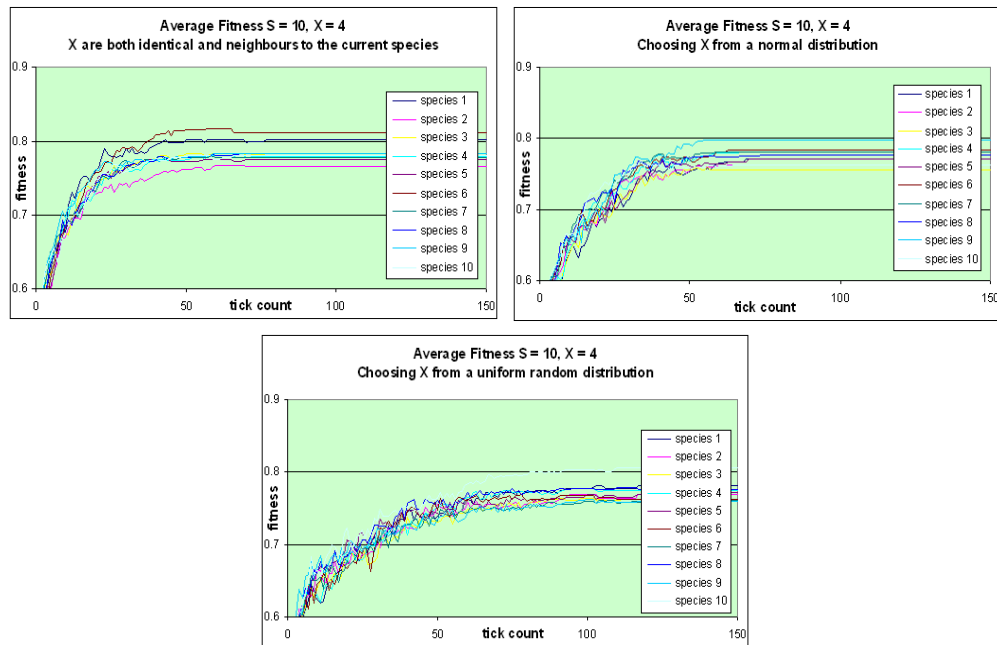 Average Fitness S = 10, X = 4
X are both identical and neighbours to the current species
0.9
0.8
0.7
0.6
fitness
0
50
100
150
tick count
species 1
species 2
species 3
species 4
species 5
species 6
species 7
species 8
species 9
species 10
Average Fitness S = 10, X = 4
Choosing X from a normal distribution
0.9
0.8
0.7
0.6
fitness
0
50
100
150
tick count
species 1
species 2
species 3
species 4
species 5
species 6
species 7
species 8
species 9
species 10
Average Fitness S = 10, X = 4
Choosing X from a uniform random distribution
0.9
0.8
0.7
0.6
fitness
0
50
100
150
tick count
species 1
species 2
species 3
species 4
species 5
species 6
species 7
species 8
species 9
species 10